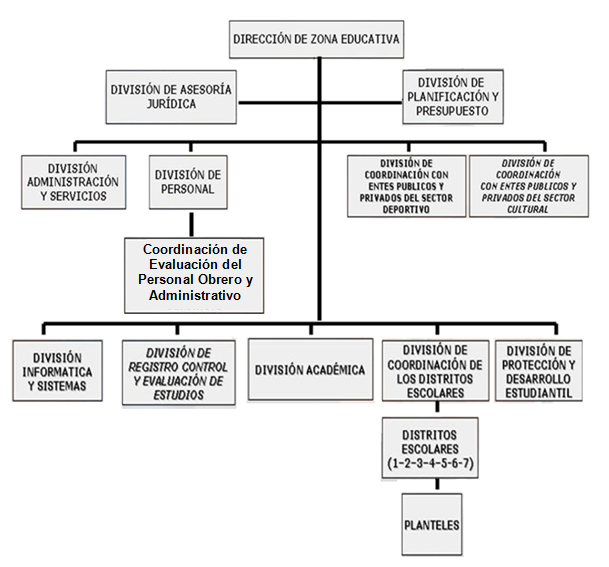 DIRECCIÓN DE ZONA EDUCATIVA
DIVISIÓN DE ASESORÍA
JURÍDICA
DIVISIÓN DE
PLANIFICACIÓN Y
PRESUPUESTO
DIVISIÓN
ADMINISTRACIÓN
Y SERVICIOS
DIVISIÓN DE
PERSONAL
DIVISIÓN DE
COORDINACIÓN CON
ENTES PUBLICOS Y
PRIVADOS DEL SECTOR
DEPORTIVO
DIVISIÓN DE
COORDINACIÓN
CON ENTES PUBLICOS Y
PRIVADOS DEL SECTOR
CULTURAL
Coordinación de
Evaluación del
Personal Obrero y
Administrativo
DIVISIÓN
INFORMATICA
Y SISTEMAS
DIVISIÓN DE
REGISTRO CONTROL
Y EVALUACIÓN DE
ESTUDIOS
DIVISIÓN ACADÉMICA
DIVISIÓN DE
COORDINACIÓN DE
LOS DISTRITOS
ESCOLARES
DIVISIÓN DE
PROTECCIÓN Y
DESARROLLO
ESTUDIANTIL
DISTRITOS
ESCOLARES
(1-2-3-4-5-6-7)
PLANTELES